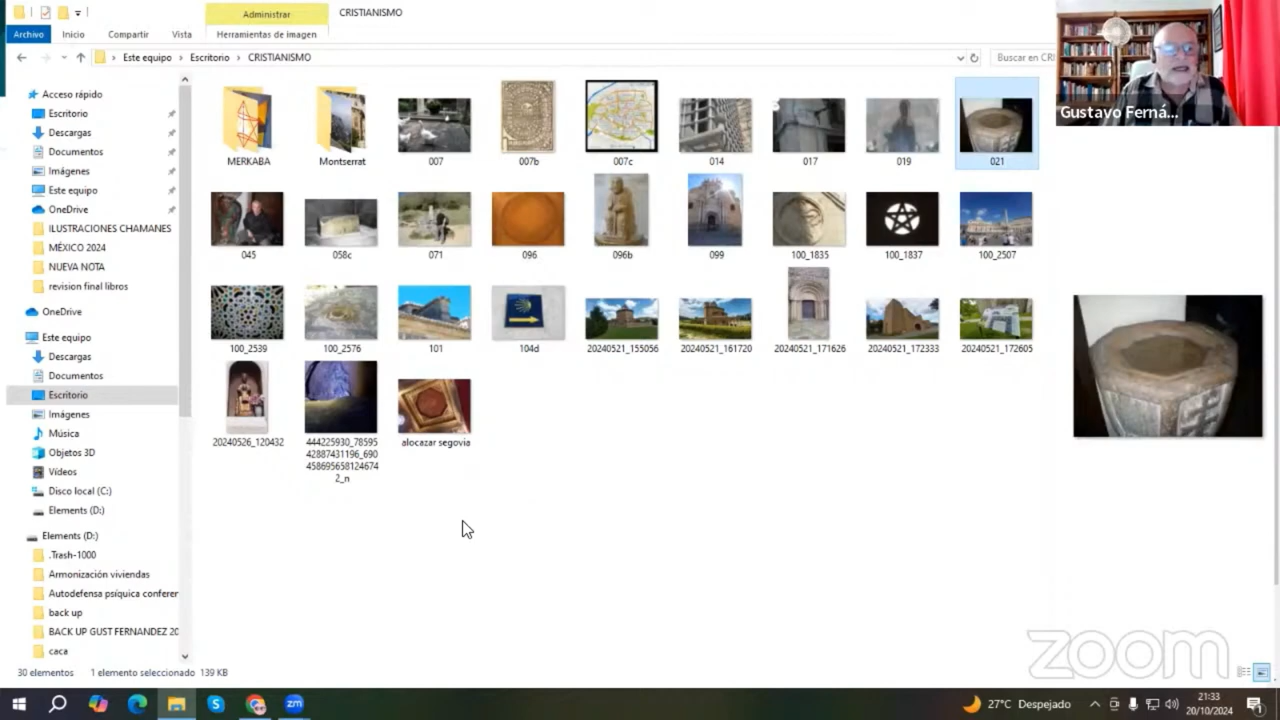 Administrar
CRISTIANISMO
Archivo
Inicio
Compartir
Vista
Herramientas de imagen
Este equipo
Escritorio
CRISTIANISMO
Buscar en CRI
Gustavo Ferná...
Acceso rápido
Escritorio
Descargas
Documentos
Imágenes
Este equipo
OneDrive
ILUSTRACIONES CHAMANES
MÉXICO 2024
NUEVA NOTA
revision final libros
OneDrive
Este equipo
Descargas
Documentos
Escritorio
Imágenes
Música
Objetos 3D
Vídeos
Disco local (C:)
Elements (D:)
Elements (D:)
.Trash-1000
Armonización viviendas
Autodefensa psíquica conferer
back up
BACK UP GUST FERNANDEZ 20
caca
MERKABA
Montserrat
007
007b
007c
014
017
019
021
045
058c
071
096
096b
099
100_1835
100_1837
100_2507
100_2539
100_2576
101
104d
20240521_155056
20240521_161720
20240521_171626
20240521_172333
20240521_172605
20240526_120432
444225930_78595
42887431196_690
458695658124674
2_n
alocazar segovia
30 elementos
1 elemento seleccionado
139 KB
zoom
zm
27°C
Despejado
21:33
20/10/2024